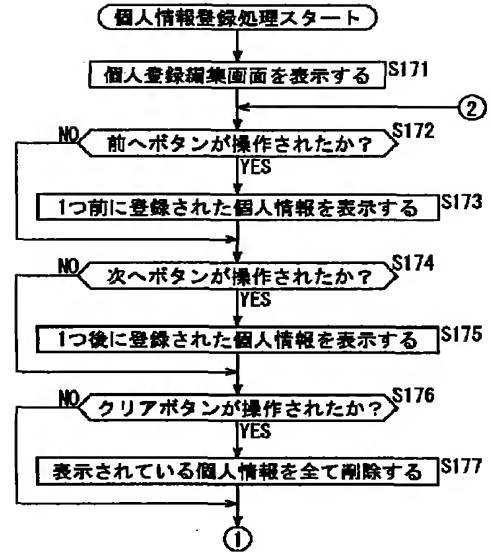 個人情報登録処理スタート
個人登録編集画面を表示する S171
②
NO 前へボタンが操作されたか？ S172
YES
1つ前に登録された個人情報を表示する S173
NO 次へボタンが操作されたか？ S174
YES
1つ後に登録された個人情報を表示する S175
NO クリアボタンが操作されたか？ S176
YES
表示されている個人情報を全て削除する S177
①